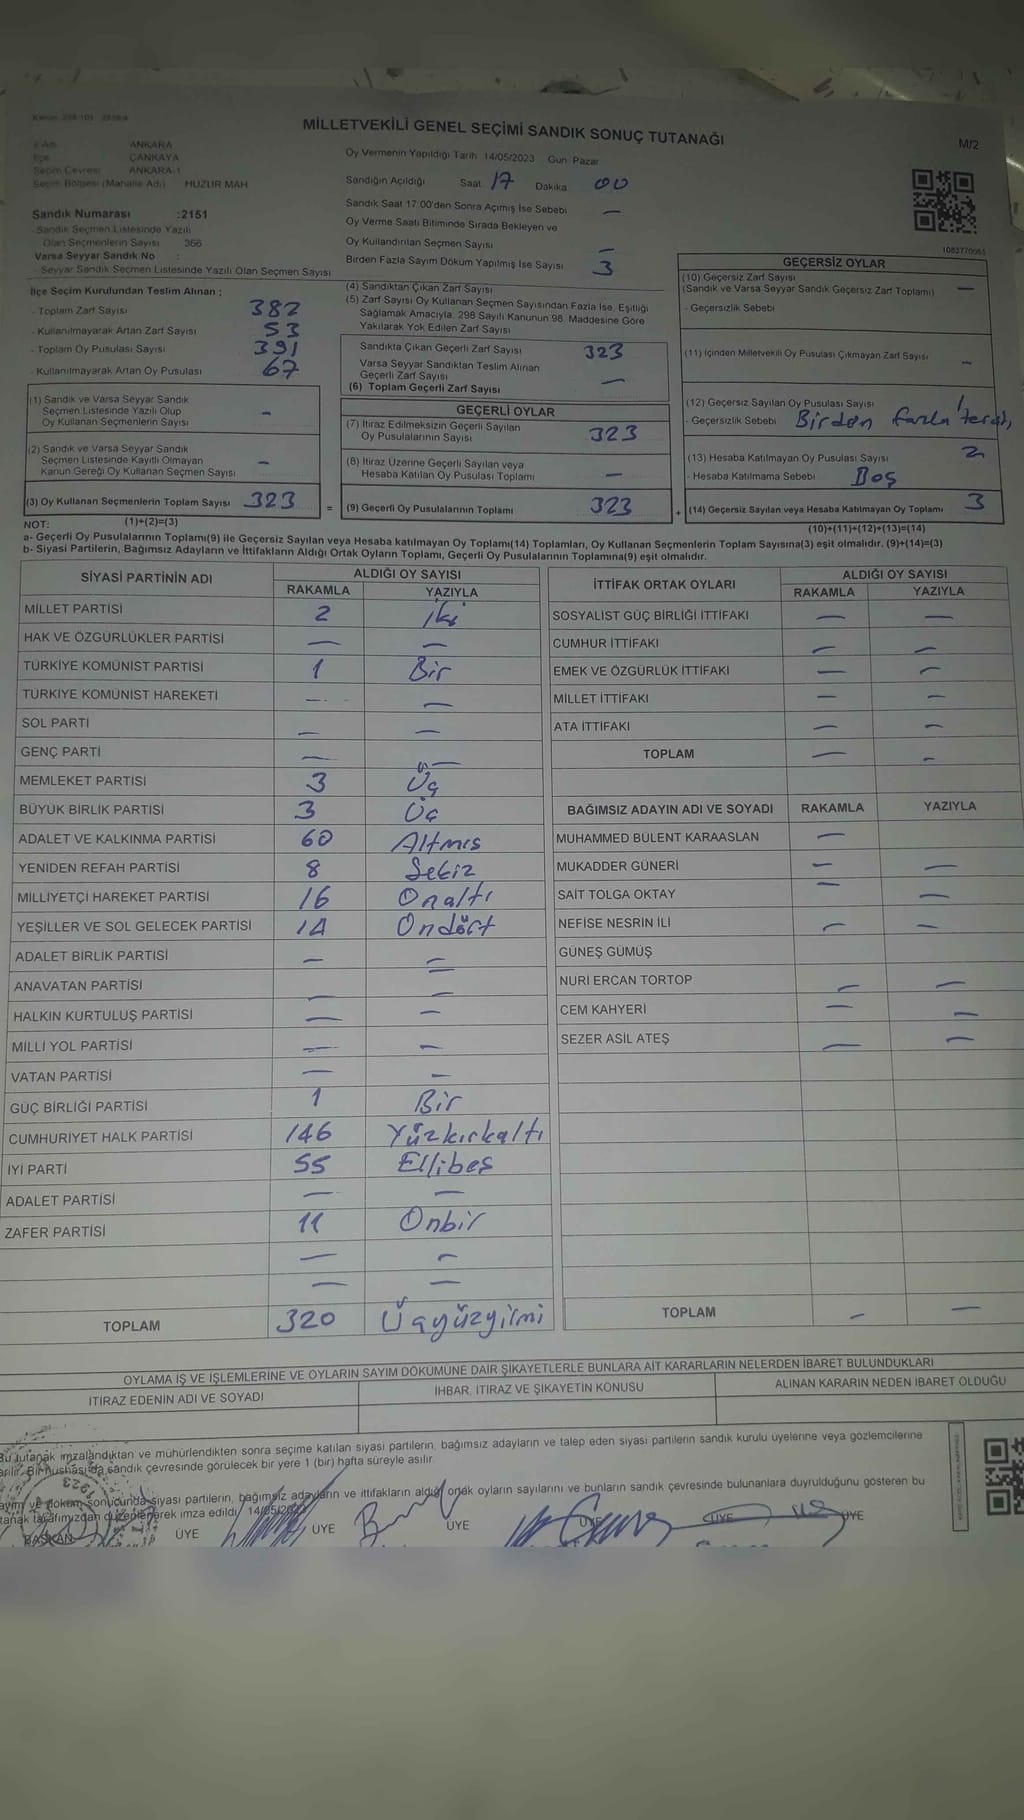 MİLLETVEKİLİ GENEL SEÇİMİ SANDIK SONUÇ TUTANAĞI
M/2
İl Adı ANKARA
İlçe ÇANKAYA
Seçim Çevresi ANKARA-1
Seçim Bölgesi (Mahalle Adı) HUZUR MAH
Sandık Numarası :2151
- Sandık Seçmen Listesinde Yazılı
Olan Seçmenlerin Sayısı 366
Varsa Seyyar Sandık No :
- Seyyar Sandık Seçmen Listesinde Yazılı Olan Seçmen Sayısı
Oy Vermenin Yapıldığı Tarih 14/05/2023 Gün Pazar
Sandığın Açıldığı Saat 17 Dakika 00
Sandık Saat 17:00'den Sonra Açımış İse Sebebi —
Oy Verme Saati Bitiminde Sırada Bekleyen ve
Oy Kullandırılan Seçmen Sayısı —
Birden Fazla Sayım Döküm Yapılmış İse Sayısı 3
1083770065
İlçe Seçim Kurulundan Teslim Alınan ;
- Toplam Zarf Sayısı 382
- Kullanılmayarak Artan Zarf Sayısı 53
- Toplam Oy Pusulası Sayısı 391
- Kullanılmayarak Artan Oy Pusulası 67
(1) Sandık ve Varsa Seyyar Sandık
Seçmen Listesinde Yazılı Olup
Oy Kullanan Seçmenlerin Sayısı —
(2) Sandık ve Varsa Seyyar Sandık
Seçmen Listesinde Kayıtlı Olmayan
Kanun Gereği Oy Kullanan Seçmen Sayısı —
(3) Oy Kullanan Seçmenlerin Toplam Sayısı 323
(1)+(2)=(3)
(4) Sandıktan Çıkan Zarf Sayısı
(5) Zarf Sayısı Oy Kullanan Seçmen Sayısından Fazla İse, Eşitliği
Sağlamak Amacıyla, 298 Sayılı Kanunun 98. Maddesine Göre
Yakılarak Yok Edilen Zarf Sayısı
Sandıkta Çıkan Geçerli Zarf Sayısı 323
Varsa Seyyar Sandıktan Teslim Alınan
Geçerli Zarf Sayısı —
(6) Toplam Geçerli Zarf Sayısı
GEÇERLİ OYLAR
(7) İtiraz Edilmeksizin Geçerli Sayılan
Oy Pusulalarının Sayısı 323
(8) İtiraz Üzerine Geçerli Sayılan veya
Hesaba Katılan Oy Pusulası Toplamı —
= (9) Geçerli Oy Pusulalarının Toplamı 323
GEÇERSİZ OYLAR
(10) Geçersiz Zarf Sayısı
(Sandık ve Varsa Seyyar Sandık Geçersiz Zarf Toplamı) —
- Geçersizlik Sebebi
(11) İçinden Milletvekili Oy Pusulası Çıkmayan Zarf Sayısı —
(12) Geçersiz Sayılan Oy Pusulası Sayısı 1
- Geçersizlik Sebebi Birden fazla tercih,
(13) Hesaba Katılmayan Oy Pusulası Sayısı 2
- Hesaba Katılmama Sebebi Boş
+ (14) Geçersiz Sayılan veya Hesaba Katılmayan Oy Toplamı 3
(10)+(11)+(12)+(13)=(14)
NOT:
a- Geçerli Oy Pusulalarının Toplamı(9) ile Geçersiz Sayılan veya Hesaba katılmayan Oy Toplamı(14) Toplamları, Oy Kullanan Seçmenlerin Toplam Sayısına(3) eşit olmalıdır. (9)+(14)=(3)
b- Siyasi Partilerin, Bağımsız Adayların ve İttifakların Aldığı Ortak Oyların Toplamı, Geçerli Oy Pusulalarının Toplamına(9) eşit olmalıdır.
SİYASİ PARTİNİN ADI ALDIĞI OY SAYISI
RAKAMLA YAZIYLA
MİLLET PARTİSİ 2 iki
HAK VE ÖZGÜRLÜKLER PARTİSİ — —
TÜRKİYE KOMÜNİST PARTİSİ 1 Bir
TÜRKİYE KOMÜNİST HAREKETİ — —
SOL PARTİ — —
GENÇ PARTİ — —
MEMLEKET PARTİSİ 3 Üç
BÜYÜK BİRLİK PARTİSİ 3 Üç
ADALET VE KALKINMA PARTİSİ 60 Altmış
YENİDEN REFAH PARTİSİ 8 Sekiz
MİLLİYETÇİ HAREKET PARTİSİ 16 Onaltı
YEŞİLLER VE SOL GELECEK PARTİSİ 14 Ondört
ADALET BİRLİK PARTİSİ — —
ANAVATAN PARTİSİ — —
HALKIN KURTULUŞ PARTİSİ — —
MİLLİ YOL PARTİSİ — —
VATAN PARTİSİ — —
GÜÇ BİRLİĞİ PARTİSİ 1 Bir
CUMHURİYET HALK PARTİSİ 146 Yüzkırkaltı
İYİ PARTİ 55 Ellibeş
ADALET PARTİSİ — —
ZAFER PARTİSİ 11 Onbir
— —
— —
TOPLAM 320 Üçyüzyirmi
İTTİFAK ORTAK OYLARI ALDIĞI OY SAYISI
RAKAMLA YAZIYLA
SOSYALİST GÜÇ BİRLİĞİ İTTİFAKI — —
CUMHUR İTTİFAKI — —
EMEK VE ÖZGÜRLÜK İTTİFAKI — —
MİLLET İTTİFAKI — —
ATA İTTİFAKI — —
TOPLAM — —
BAĞIMSIZ ADAYIN ADI VE SOYADI RAKAMLA YAZIYLA
MUHAMMED BÜLENT KARAASLAN —
MUKADDER GÜNERİ — —
SAİT TOLGA OKTAY — —
NEFİSE NESRİN İLİ — —
GÜNEŞ GÜMÜŞ
NURİ ERCAN TORTOP — —
CEM KAHYERİ — —
SEZER ASİL ATEŞ — —
TOPLAM — —
OYLAMA İŞ VE İŞLEMLERİNE VE OYLARIN SAYIM DÖKÜMÜNE DAİR ŞİKAYETLERLE BUNLARA AİT KARARLARIN NELERDEN İBARET BULUNDUKLARI
İTİRAZ EDENİN ADI VE SOYADI İHBAR, İTİRAZ VE ŞİKAYETİN KONUSU ALINAN KARARIN NEDEN İBARET OLDUĞU
Bu tutanak imzalandıktan ve mühürlendikten sonra seçime katılan siyasi partilerin, bağımsız adayların ve talep eden siyasi partilerin sandık kurulu üyelerine veya gözlemcilerine
Bir nüshası da sandık çevresinde görülecek bir yere 1 (bir) hafta süreyle asılır.
ve döküm sonucunda siyasi partilerin, bağımsız adayların ve ittifakların aldığı ortak oyların sayılarını ve bunların sandık çevresinde bulunanlara duyrulduğunu gösteren bu
tarafımızdan düzenlenerek imza edildi. 14/05/2023
BAŞKAN ÜYE ÜYE ÜYE ÜYE ÜYE ÜYE